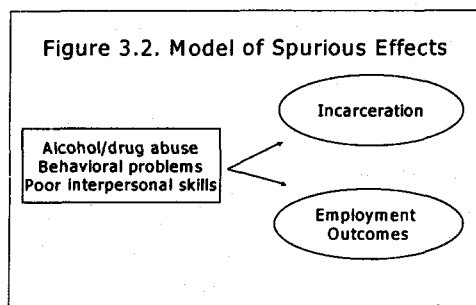 Figure 3.2. Model of Spurious Effects
Incarceration
Alcohol/drug abuse
Behavioral problems
Poor interpersonal skills
Employment
Outcomes